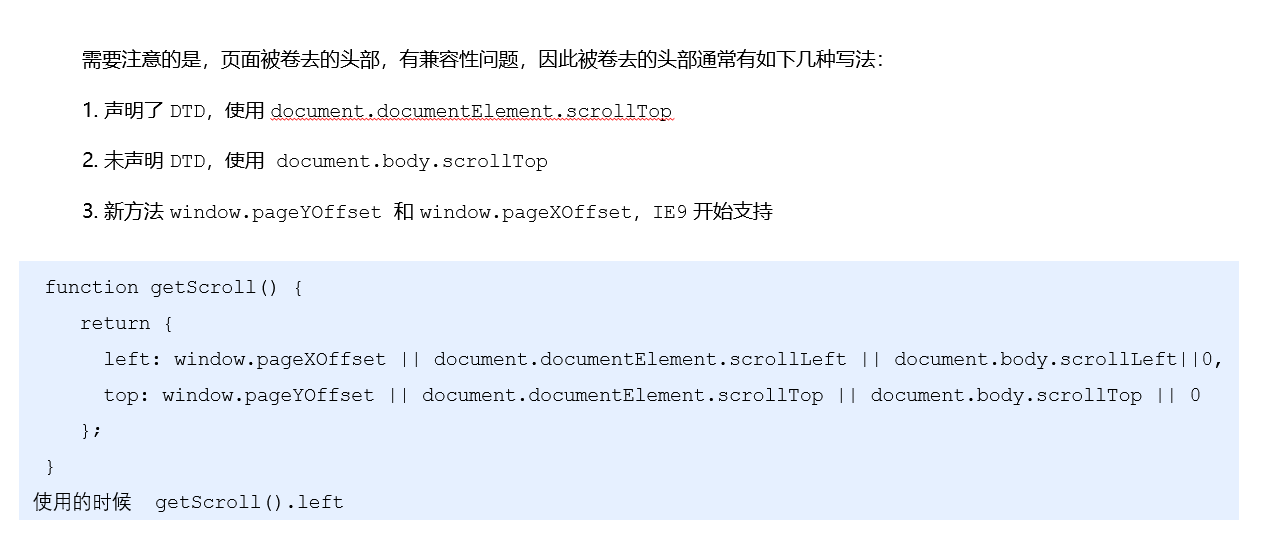 需要注意的是，页面被卷去的头部，有兼容性问题，因此被卷去的头部通常有如下几种写法：
1. 声明了 DTD，使用 document.documentElement.scrollTop
2. 未声明 DTD，使用 document.body.scrollTop
3. 新方法 window.pageYOffset 和 window.pageXOffset，IE9 开始支持
function getScroll() {
return {
left: window.pageXOffset || document.documentElement.scrollLeft || document.body.scrollLeft||0,
top: window.pageYOffset || document.documentElement.scrollTop || document.body.scrollTop || 0
};
}
使用的时候 getScroll().left